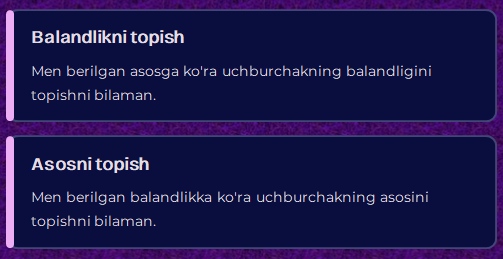 Balandlikni topish
Men berilgan asosga ko'ra uchburchakning balandligini
topishni bilaman.
Asosni topish
Men berilgan balandlikka ko'ra uchburchakning asosini
topishni bilaman.